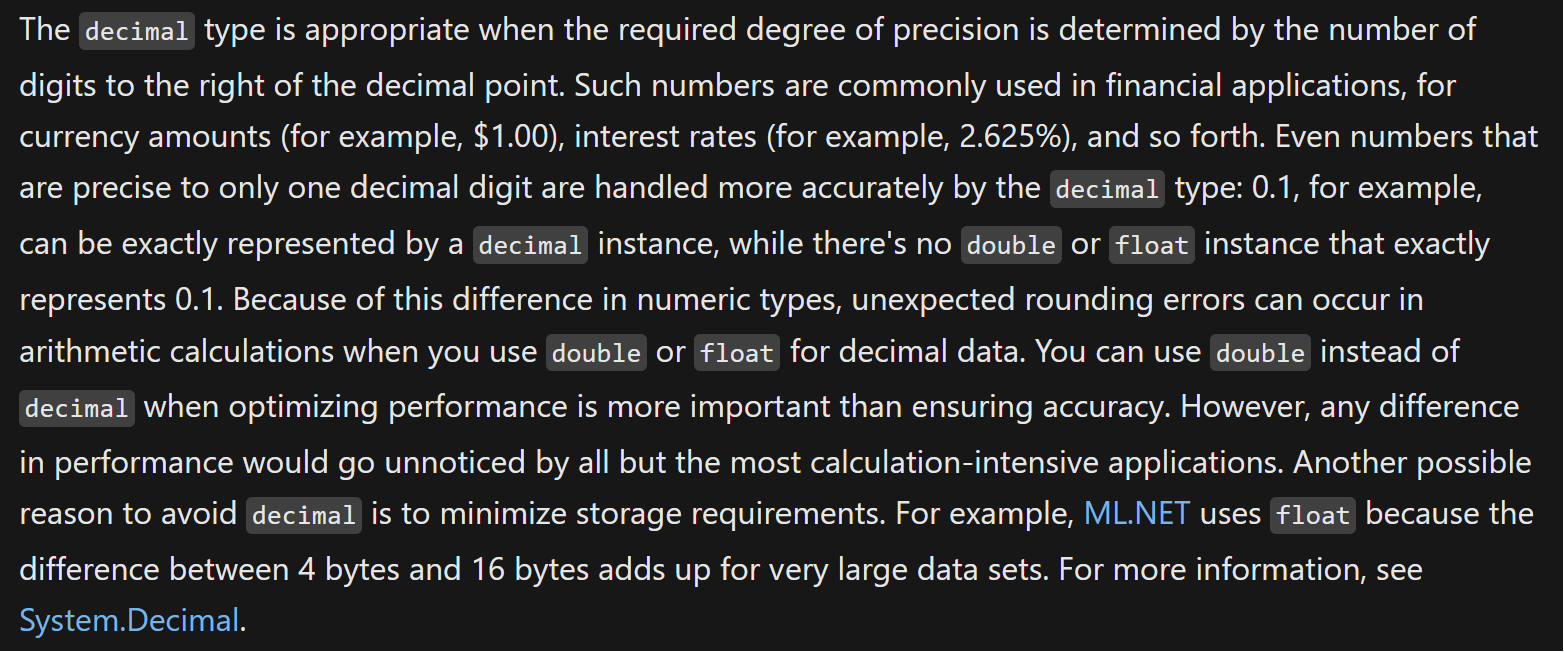 The decimal type is appropriate when the required degree of precision is determined by the number of
digits to the right of the decimal point. Such numbers are commonly used in financial applications, for
currency amounts (for example, $1.00), interest rates (for example, 2.625%), and so forth. Even numbers that
are precise to only one decimal digit are handled more accurately by the decimal type: 0.1, for example,
can be exactly represented by a decimal instance, while there's no double or float instance that exactly
represents 0.1. Because of this difference in numeric types, unexpected rounding errors can occur in
arithmetic calculations when you use double or float for decimal data. You can use double instead of
decimal when optimizing performance is more important than ensuring accuracy. However, any difference
in performance would go unnoticed by all but the most calculation-intensive applications. Another possible
reason to avoid decimal is to minimize storage requirements. For example, ML.NET uses float because the
difference between 4 bytes and 16 bytes adds up for very large data sets. For more information, see
System.Decimal.